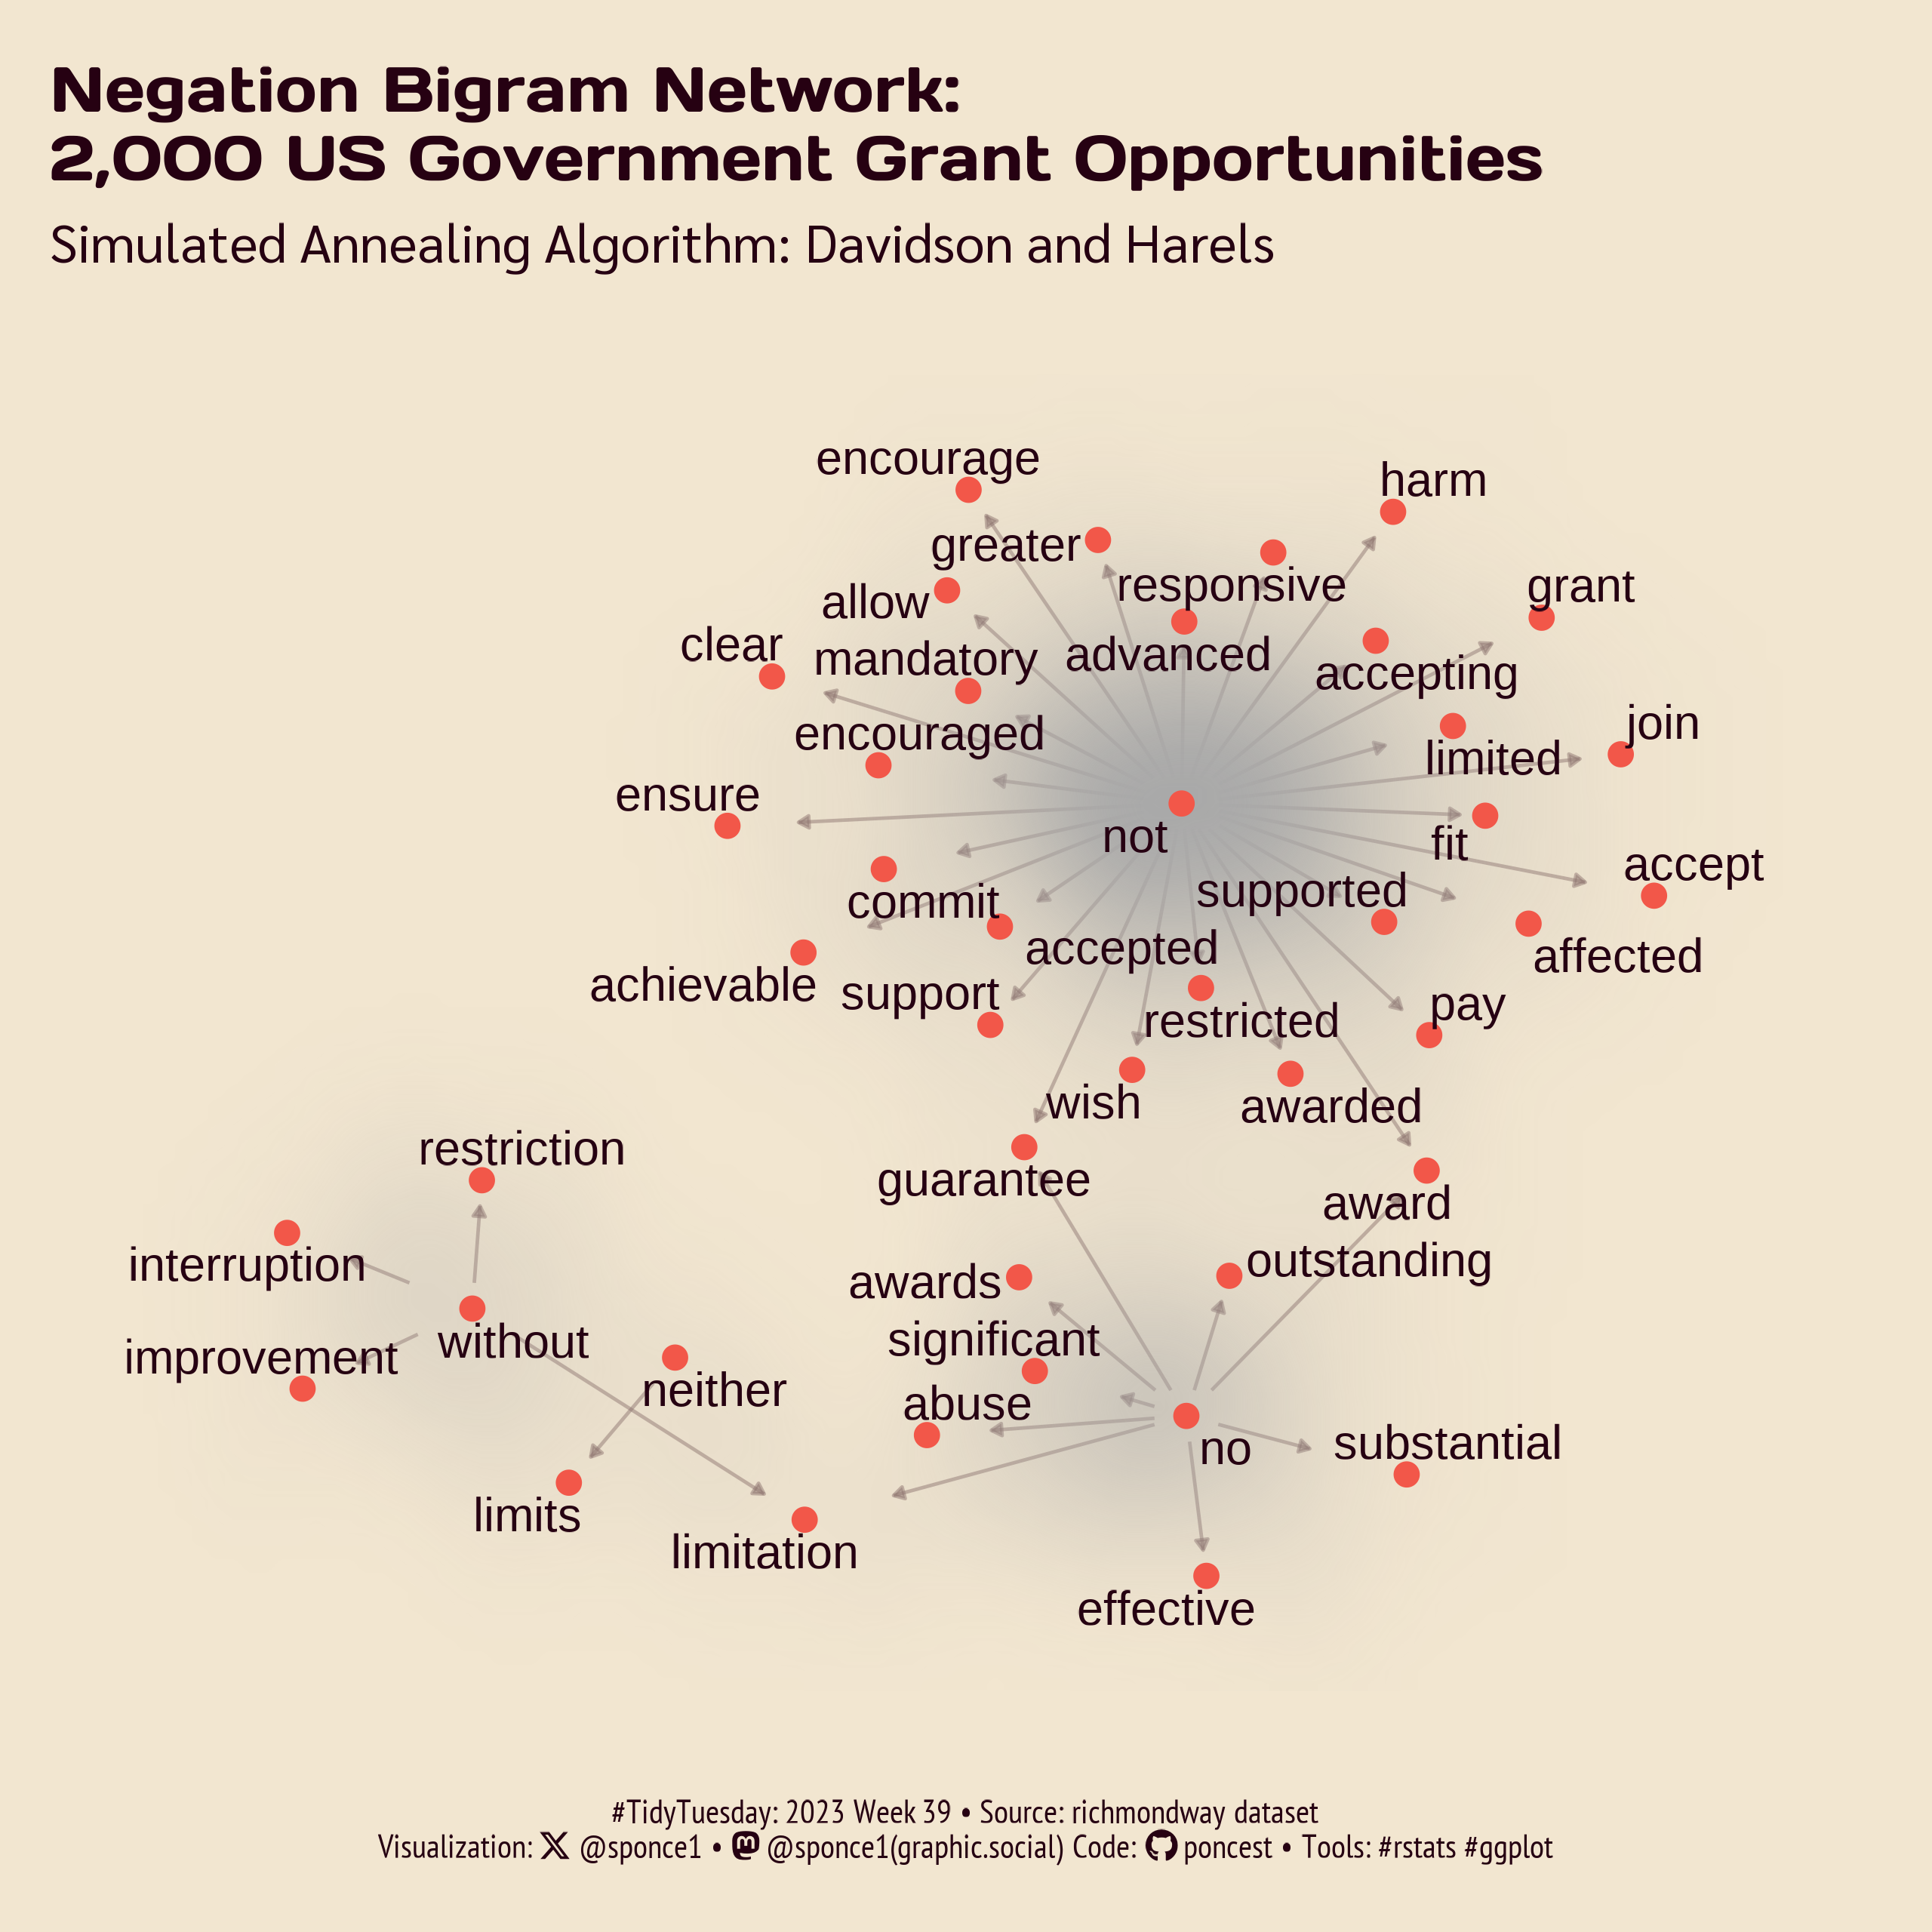 Negation Bigram Network:
2,000 US Government Grant Opportunities
Simulated Annealing Algorithm: Davidson and Harels
encourage
harm
greater
responsive
grant
allow
clear
mandatory
advanced
accepting
join
encouraged
limited
ensure
not
fit
accept
supported
commit
accepted
affected
achievable
support
restricted
pay
wish
awarded
restriction
guarantee
award
interruption
outstanding
awards
without
significant
improvement
neither
abuse
no
substantial
limits
limitation
effective
#TidyTuesday: 2023 Week 39 • Source: richmondway dataset
Visualization: @sponce1 • @sponce1(graphic.social) Code: poncest • Tools: #rstats #ggplot